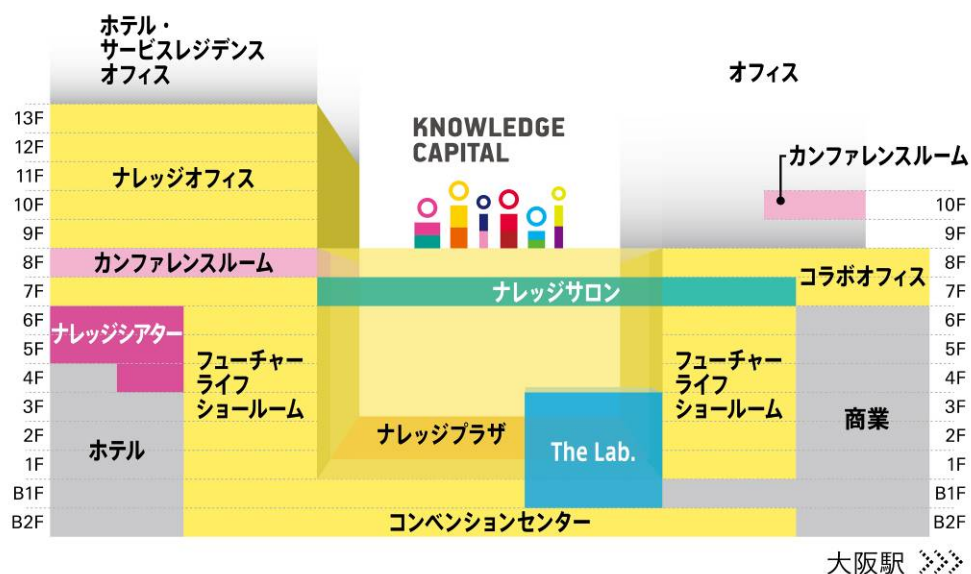 ホテル・
サービスレジデンス
オフィス
オフィス
13F
12F
11F
10F
9F
8F
7F
6F
5F
4F
3F
2F
1F
B1F
B2F
KNOWLEDGE
CAPITAL
カンファレンスルーム
ナレッジオフィス
カンファレンスルーム
ナレッジサロン
コラボオフィス
ナレッジシアター
フューチャー
ライフ
ショールーム
フューチャー
ライフ
ショールーム
ナレッジプラザ
The Lab.
商業
ホテル
コンベンションセンター
10F
9F
8F
7F
6F
5F
4F
3F
2F
1F
B1F
B2F
大阪駅